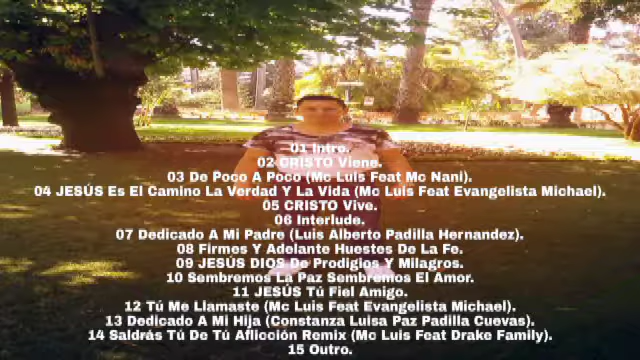 01 Intro.
02 CRISTO Viene.
03 De Poco A Poco (Mc Luis Feat Mc Nani).
04 JESÚS Es El Camino La Verdad Y La Vida (Mc Luis Feat Evangelista Michael).
05 CRISTO Vive.
06 Interlude.
07 Dedicado A Mi Padre (Luis Alberto Padilla Hernandez).
08 Firmes Y Adelante Huestes De La Fe.
09 JESÚS DIOS De Prodigios Y Milagros.
10 Sembremos La Paz Sembremos El Amor.
11 JESÚS Tú Fiel Amigo.
12 Tú Me Llamaste (Mc Luis Feat Evangelista Michael).
13 Dedicado A Mi Hija (Constanza Luisa Paz Padilla Cuevas).
14 Saldrás Tú De Tú Aflicción Remix (Mc Luis Feat Drake Family).
15 Outro.